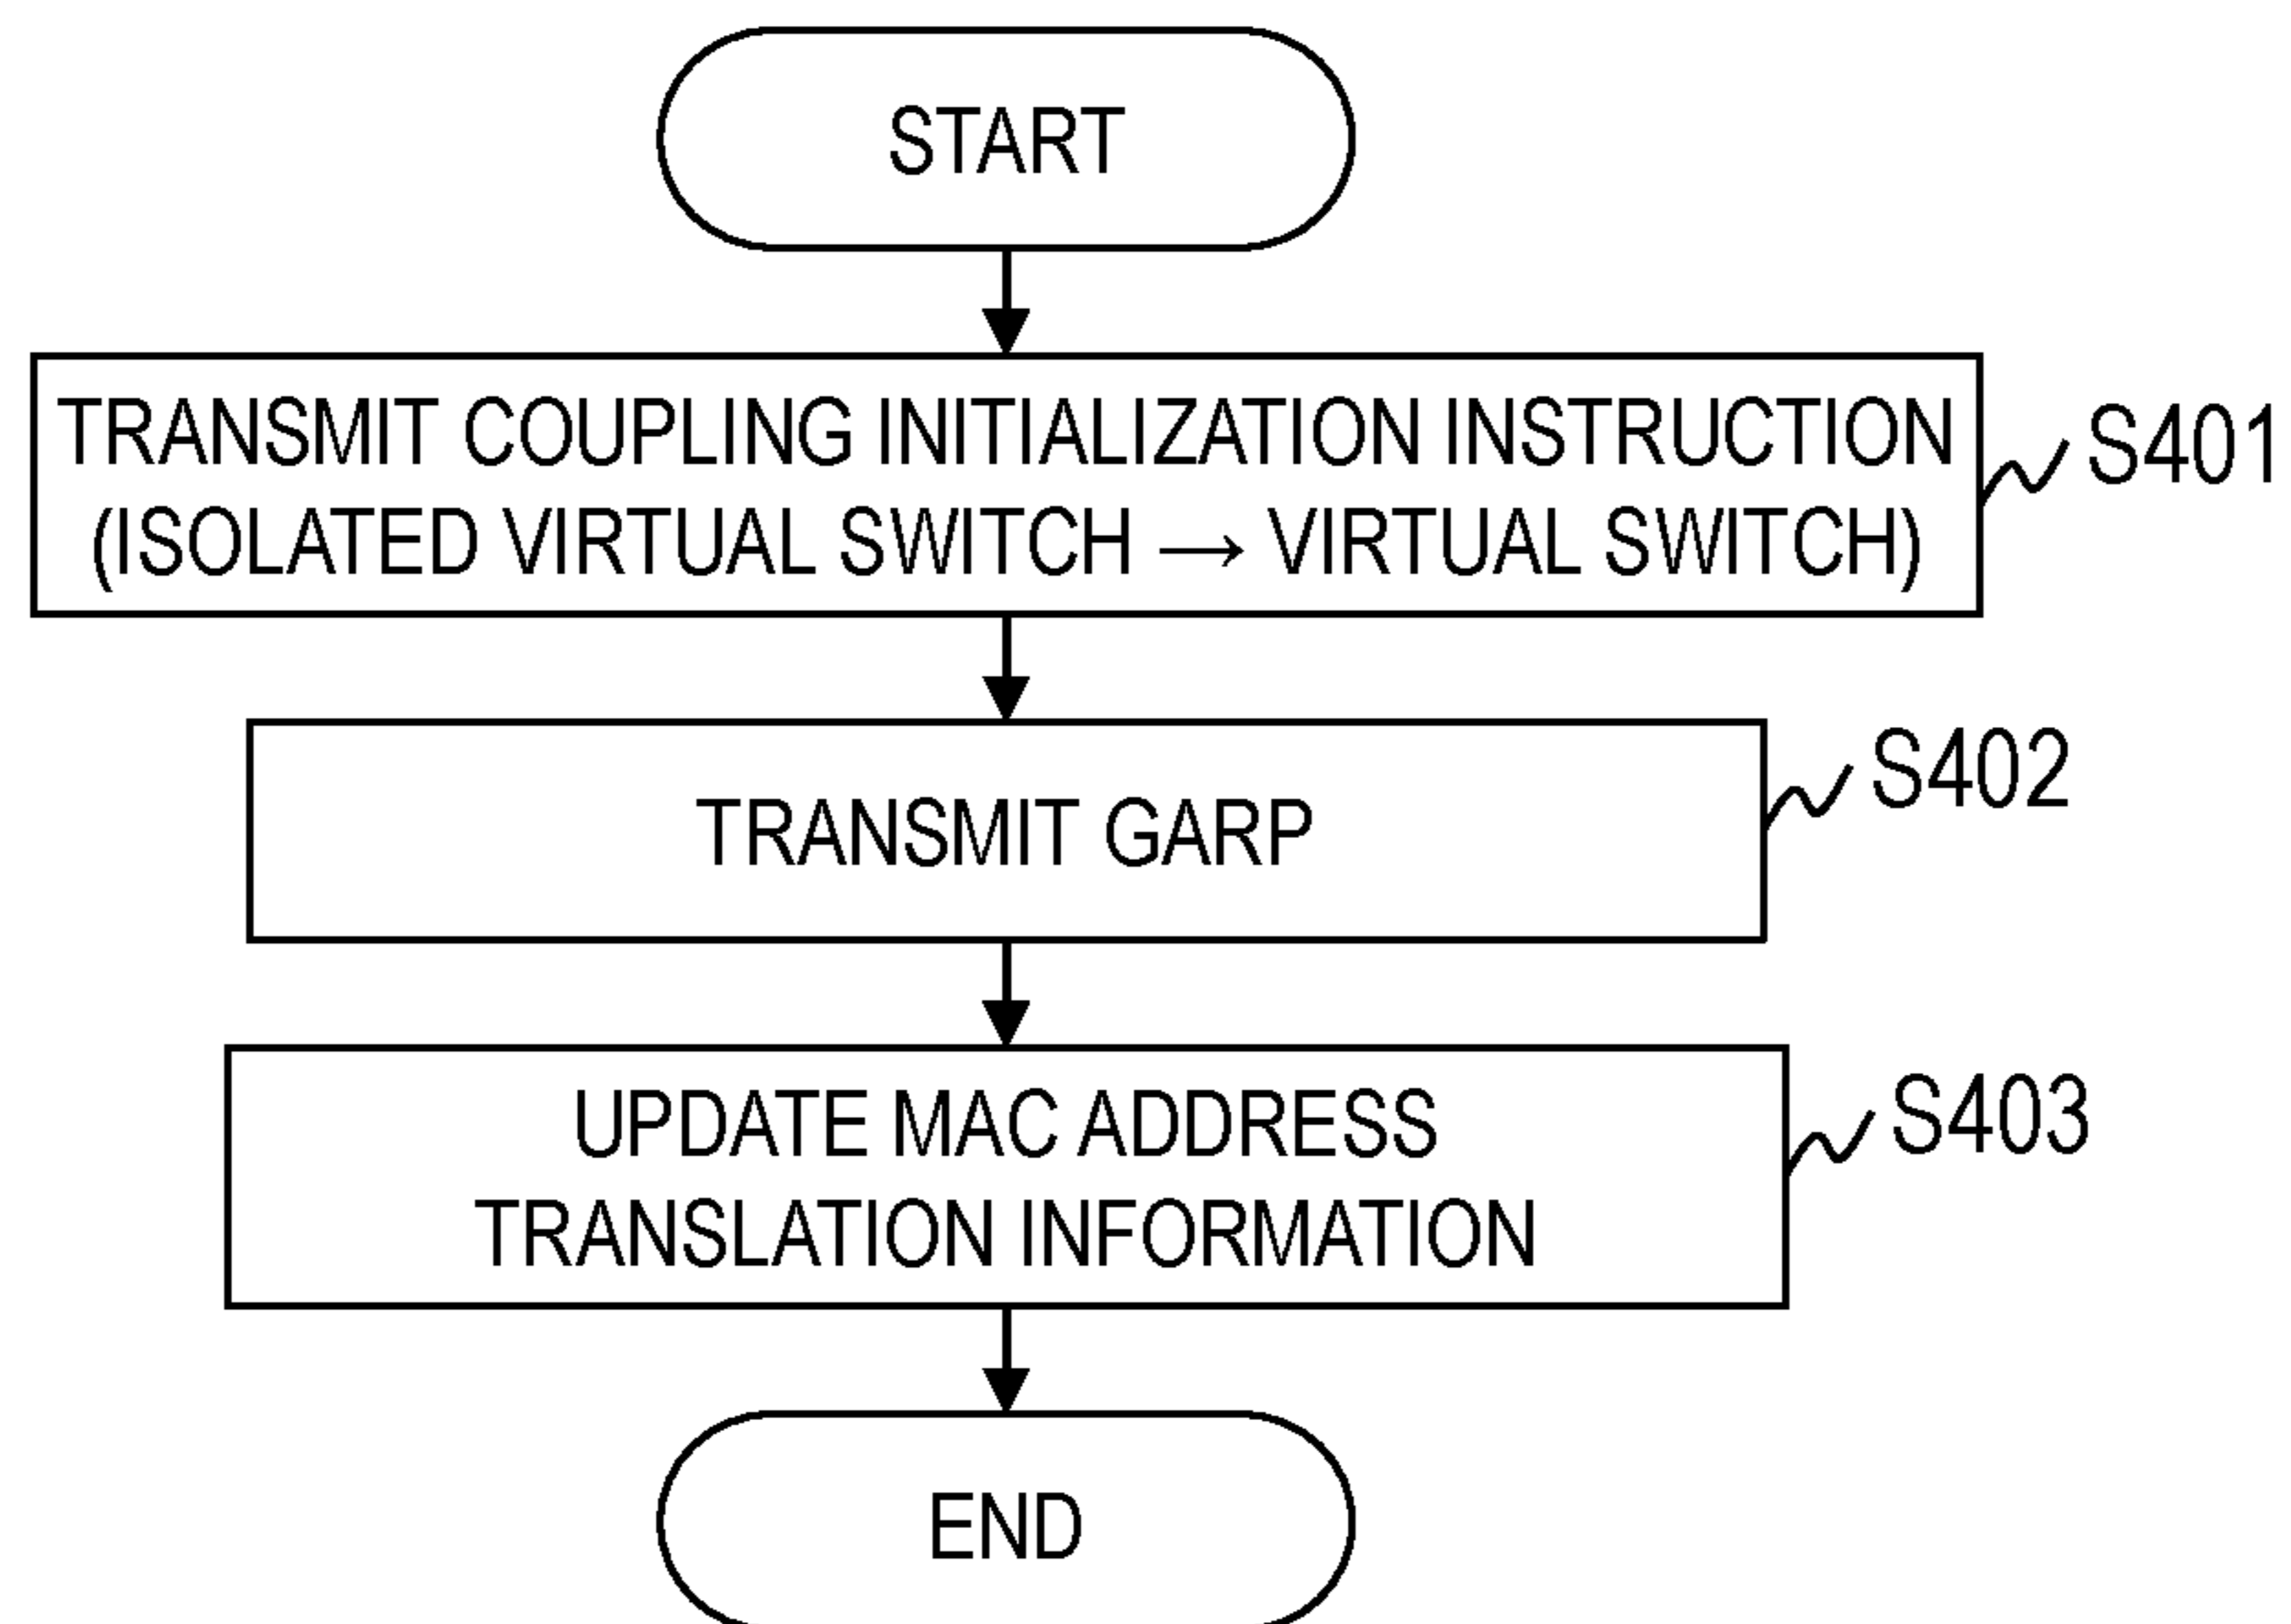 START
TRANSMIT COUPLING INITIALIZATION INSTRUCTION
(ISOLATED VIRTUAL SWITCH → VIRTUAL SWITCH)
S401
TRANSMIT GARP
S402
UPDATE MAC ADDRESS
TRANSLATION INFORMATION
S403
END